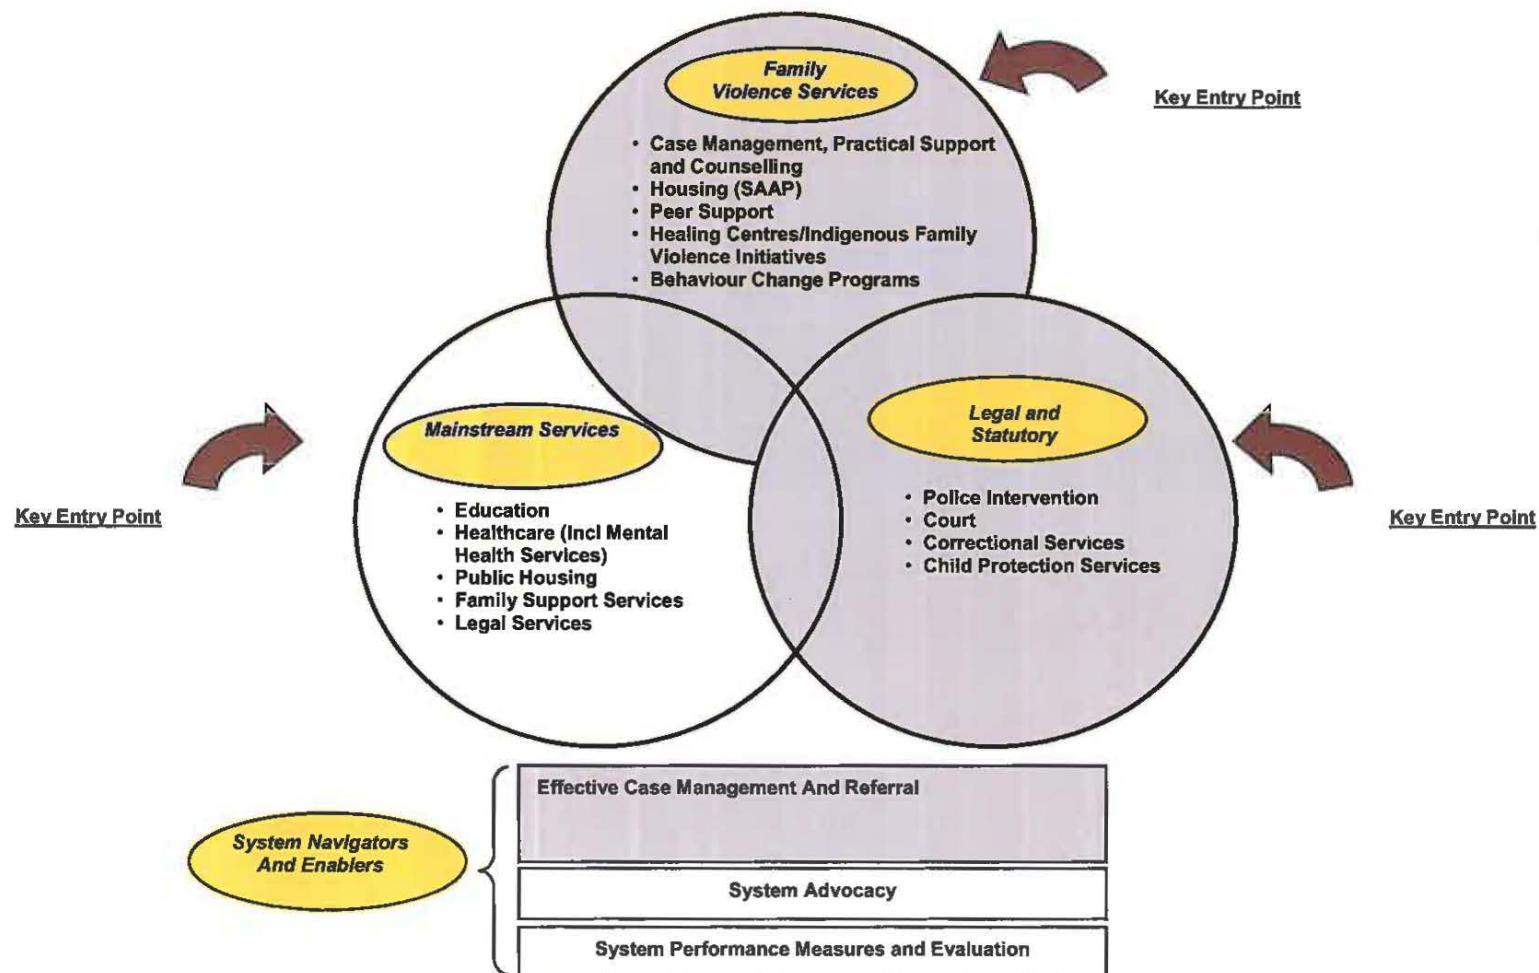 Family
Violence Services
Key Entry Point
• Case Management, Practical Support
and Counselling
• Housing (SAAP)
• Peer Support
• Healing Centres/Indigenous Family
Violence Initiatives
• Behaviour Change Programs
Mainstream Services
Key Entry Point
• Education
• Healthcare (Incl Mental
Health Services)
• Public Housing
• Family Support Services
• Legal Services
Legal and
Statutory
• Police Intervention
• Court
• Correctional Services
• Child Protection Services
Key Entry Point
System Navigators
And Enablers
Effective Case Management And Referral
System Advocacy
System Performance Measures and Evaluation